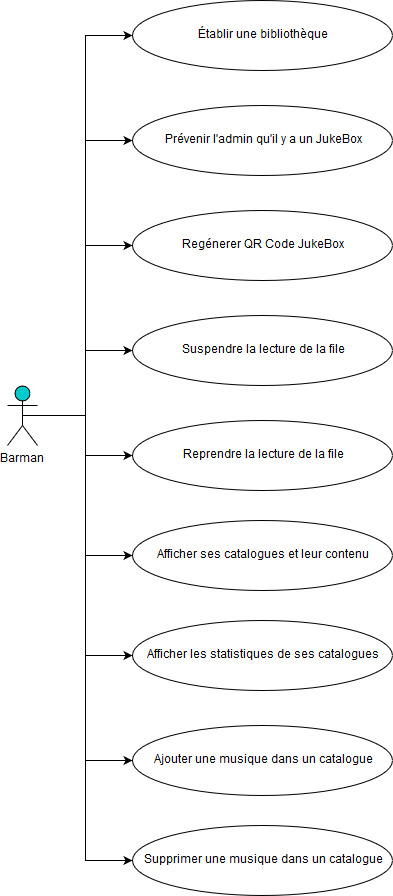 Établir une bibliothèque
Prévenir l'admin qu'il y a un JukeBox
Regénerer QR Code JukeBox
Suspendre la lecture de la file
Barman
Reprendre la lecture de la file
Afficher ses catalogues et leur contenu
Afficher les statistiques de ses catalogues
Ajouter une musique dans un catalogue
Supprimer une musique dans un catalogue